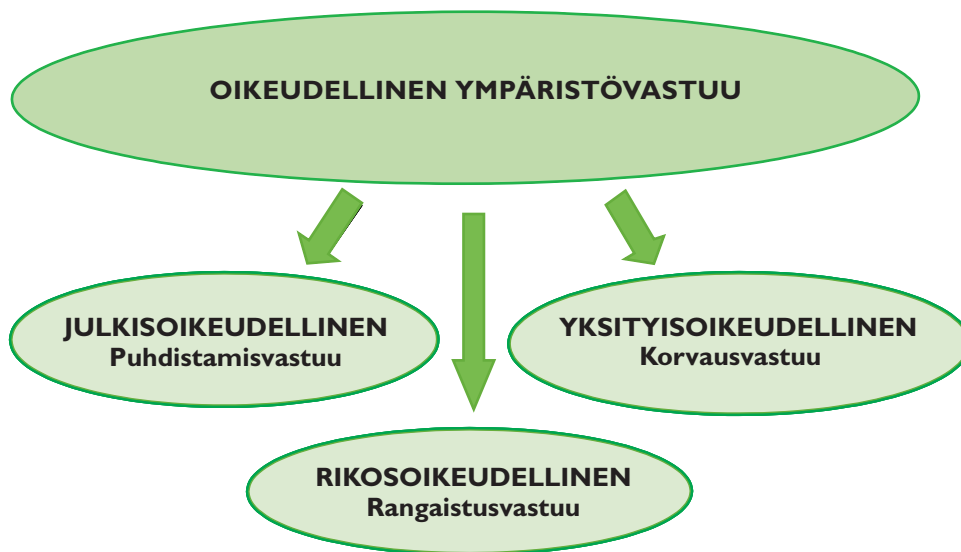 OIKEUDELLINEN YMPÄRISTÖVASTUU
JULKISOIKEUDELLINEN
Puhdistamisvastuu
YKSITYISOIKEUDELLINEN
Korvausvastuu
RIKOSOIKEUDELLINEN
Rangaistusvastuu